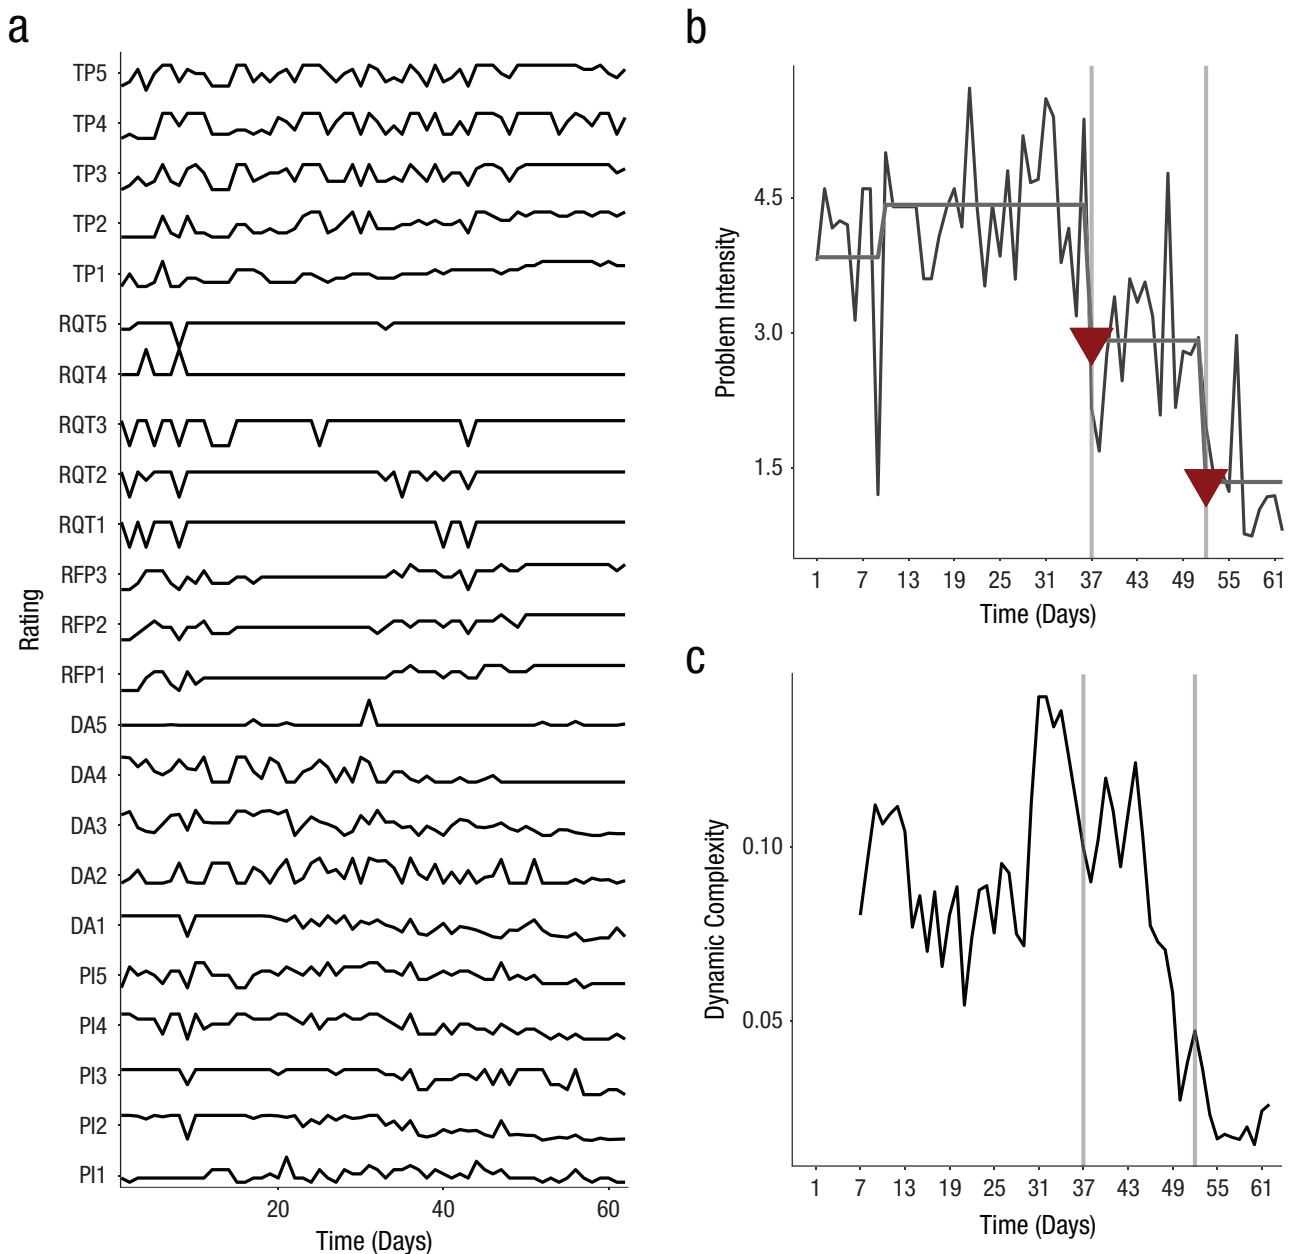 a
TP5
TP4
TP3
TP2
TP1
RQT5
RQT4
RQT3
RQT2
RQT1
RFP3
RFP2
RFP1
DA5
DA4
DA3
DA2
DA1
PI5
PI4
PI3
PI2
PI1
Rating
20 40 60
Time (Days)
b
Problem Intensity
4.5
3.0
1.5
1 7 13 19 25 31 37 43 49 55 61
Time (Days)
c
Dynamic Complexity
0.10
0.05
1 7 13 19 25 31 37 43 49 55 61
Time (Days)